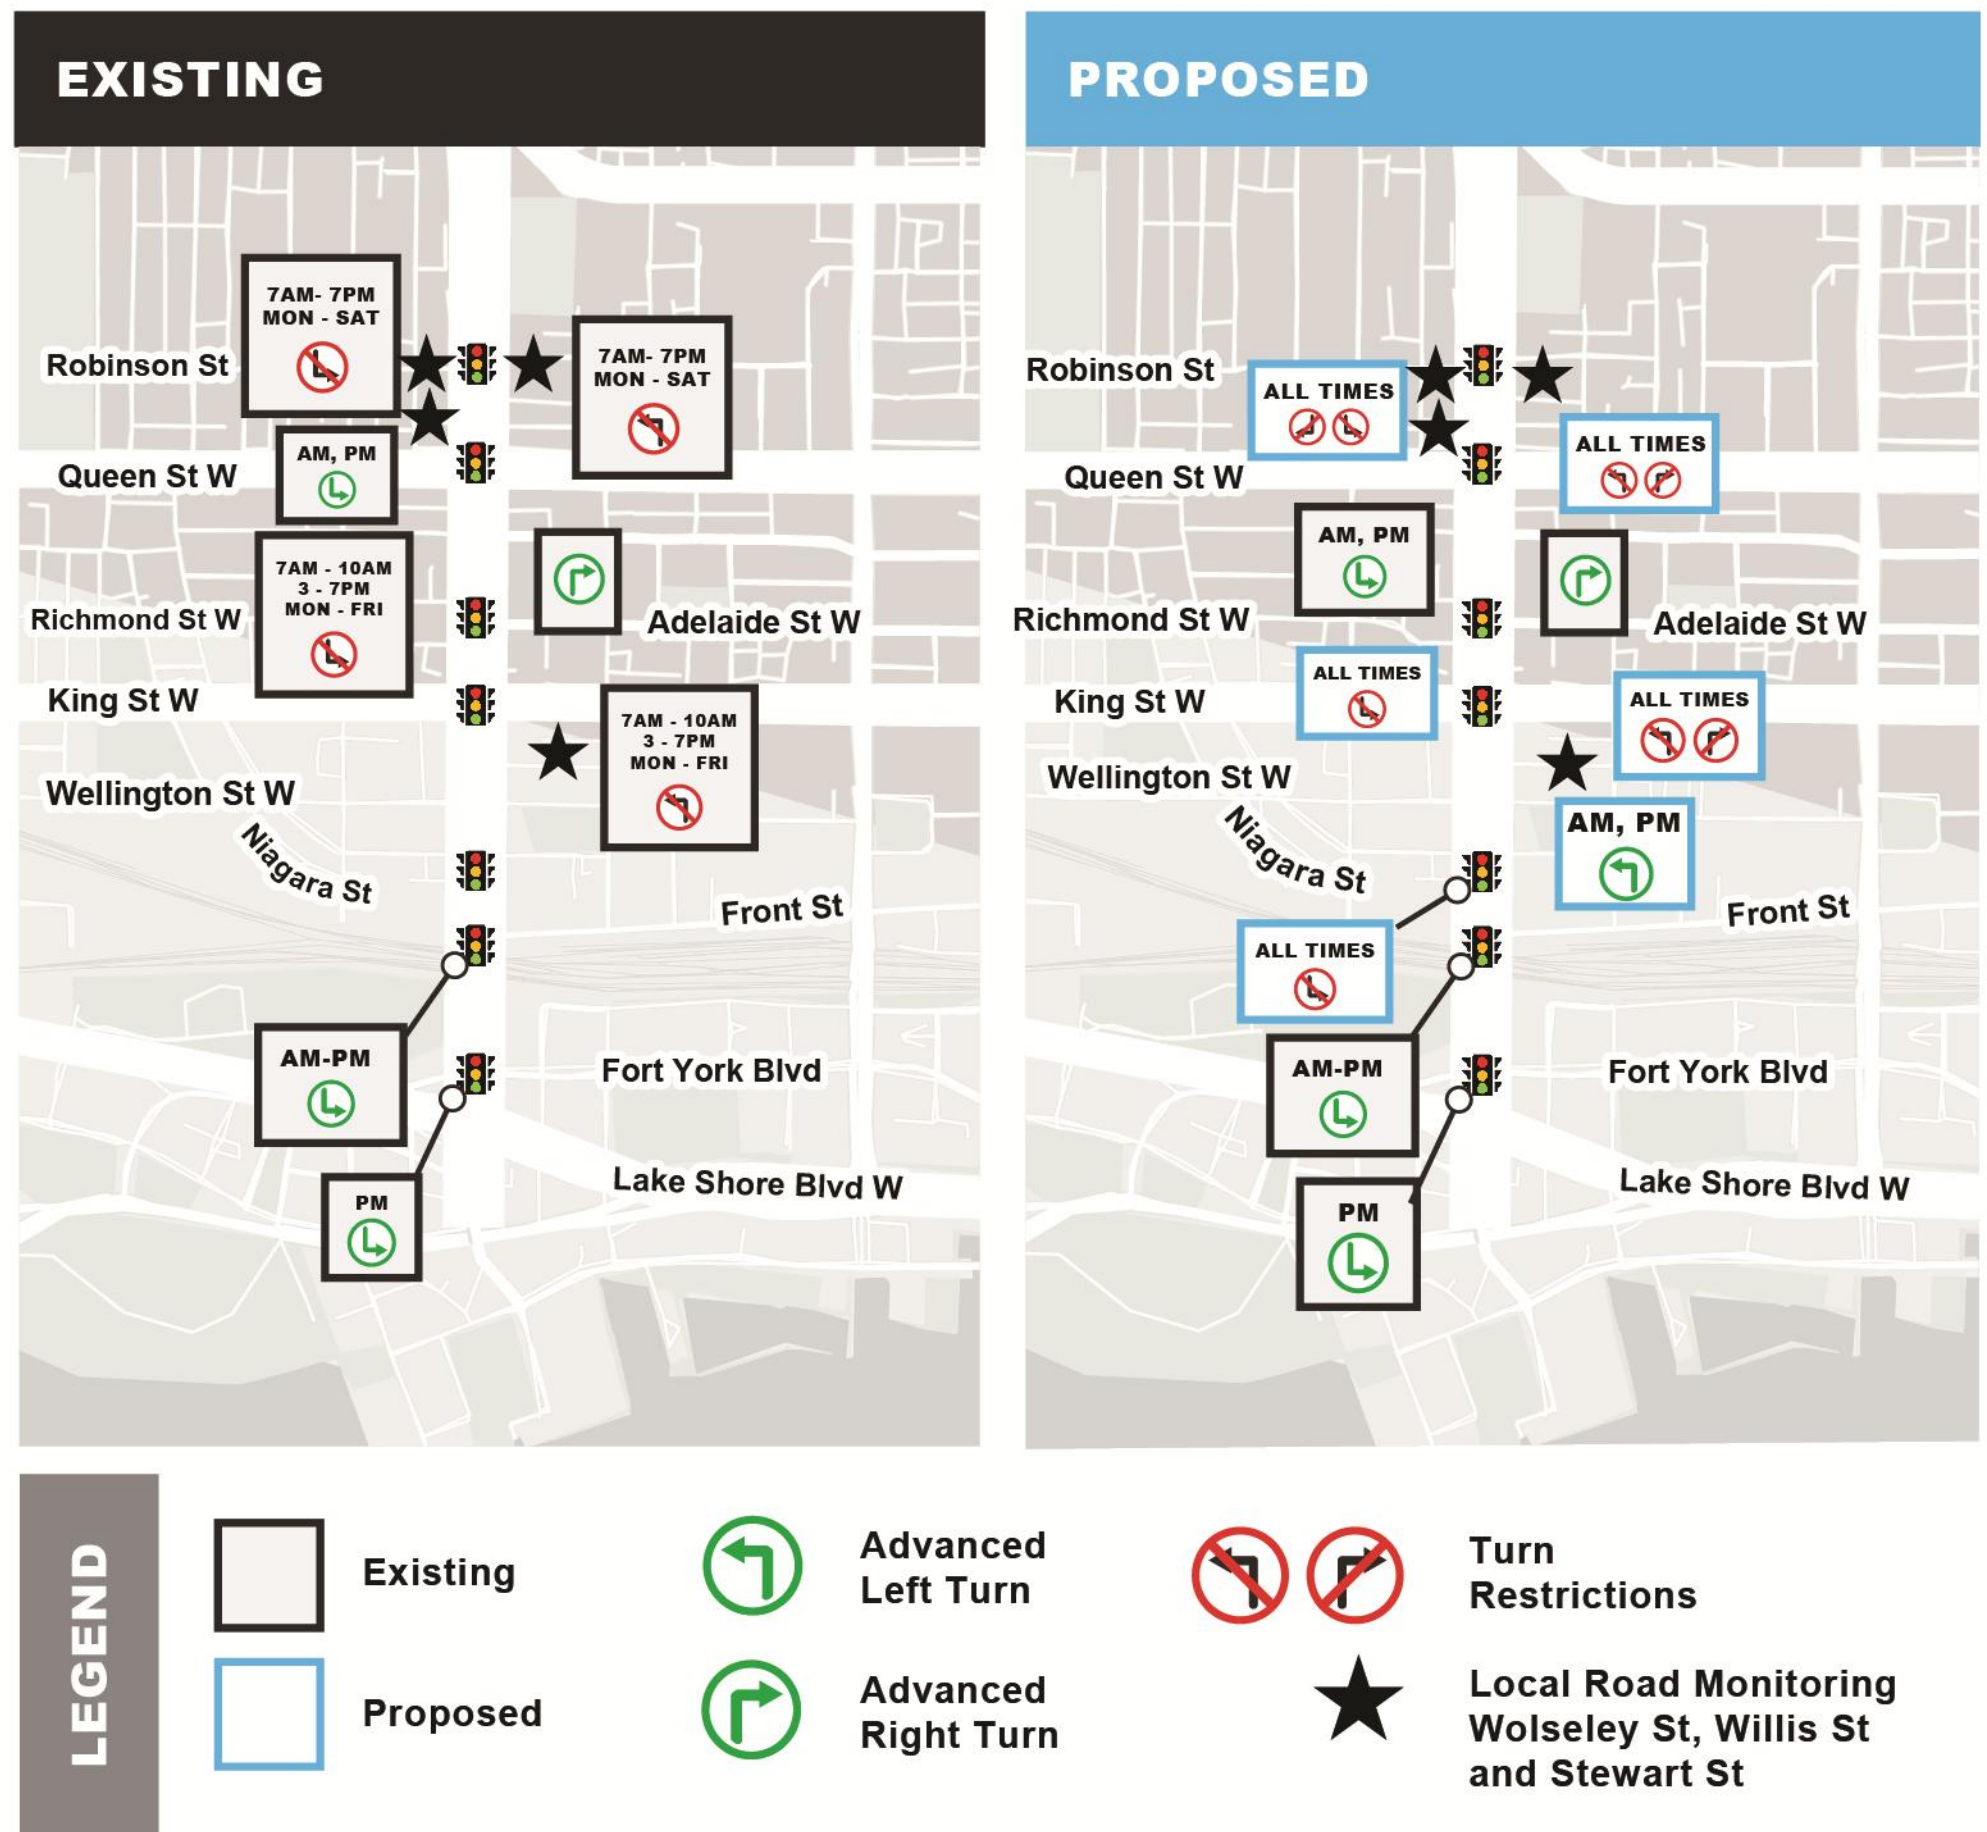 EXISTING
7AM- 7PM
MON - SAT
7AM- 7PM
MON - SAT
Robinson St
AM, PM
Queen St W
7AM - 10AM
3 - 7PM
MON - FRI
Richmond St W
Adelaide St W
King St W
7AM - 10AM
3 - 7PM
MON - FRI
Wellington St W
Niagara St
Front St
AM-PM
Fort York Blvd
Lake Shore Blvd W
PM
PROPOSED
Robinson St
ALL TIMES
ALL TIMES
Queen St W
AM, PM
Richmond St W
Adelaide St W
ALL TIMES
King St W
ALL TIMES
Wellington St W
AM, PM
Niagara St
Front St
ALL TIMES
AM-PM
Fort York Blvd
Lake Shore Blvd W
PM
LEGEND
Existing
Proposed
Advanced
Left Turn
Advanced
Right Turn
Turn
Restrictions
Local Road Monitoring
Wolseley St, Willis St
and Stewart St